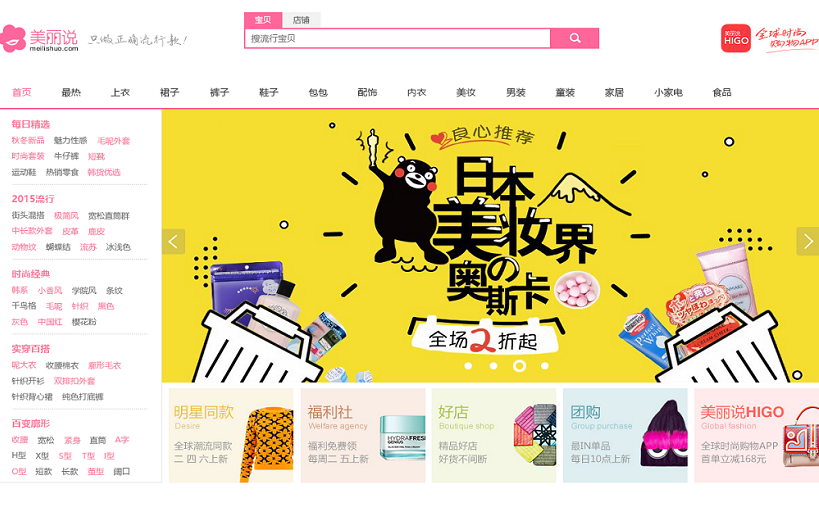 宝贝 店铺
美丽说
meilishuo.com
只做正确流行款!
搜流行宝贝
美丽说
HIGO
全球时尚
购物APP
首页 最热 上衣 裙子 裤子 鞋子 包包 配饰 内衣 美妆 男装 童装 家居 小家电 食品
每日精选
秋冬新品 魅力性感 毛呢外套
时尚套装 牛仔裤 短靴
运动鞋 热销零食 韩货优选
2015流行
街头混搭 极简风 宽松直筒群
中长款外套 皮革 鹿皮
动物纹 蝴蝶结 流苏 冰浅色
时尚经典
韩系 小香风 学院风 条纹
千鸟格 毛呢 针织 黑色
灰色 中国红 樱花粉
实穿百搭
呢大衣 收腰棉衣 廓形毛衣
针织开衫 双排扣外套
针织背心裙 纯色打底裤
百变廓形
收腰 宽松 紧身 直筒 A字
H型 X型 S型 T型 I型
O型 短款 长款 茧型 阔口
良心推荐
日本
美妆界
の
奥斯卡
全场2折起
明星同款
Desire
全球潮流同款
二 四 六上新
福利社
Welfare agency
福利免费领
每周二 五上新
HYDRAFRESH
GENIUS
好店
Boutique shop
精品好店
好货不间断
团购
Group purchase
最IN单品
每日10点上新
美丽说HIGO
Global fashion
全球时尚购物APP
首单立减168元